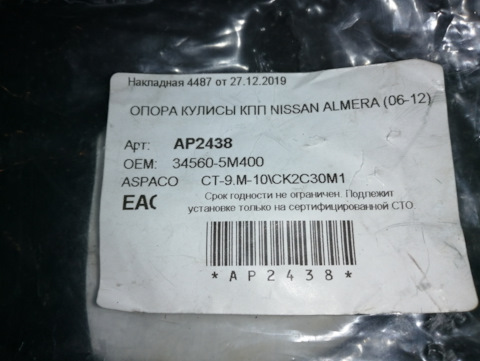 Накладная 4487 от 27.12.2019
ОПОРА КУЛИСЫ КПП NISSAN ALMERA (06-12)
Арт: AP2438
OEM: 34560-5M400
ASPACO CT-9.M-10\CK2C30M1
EAC Срок годности не ограничен. Подлежит
установке только на сертифицированной СТО
*AP2438*